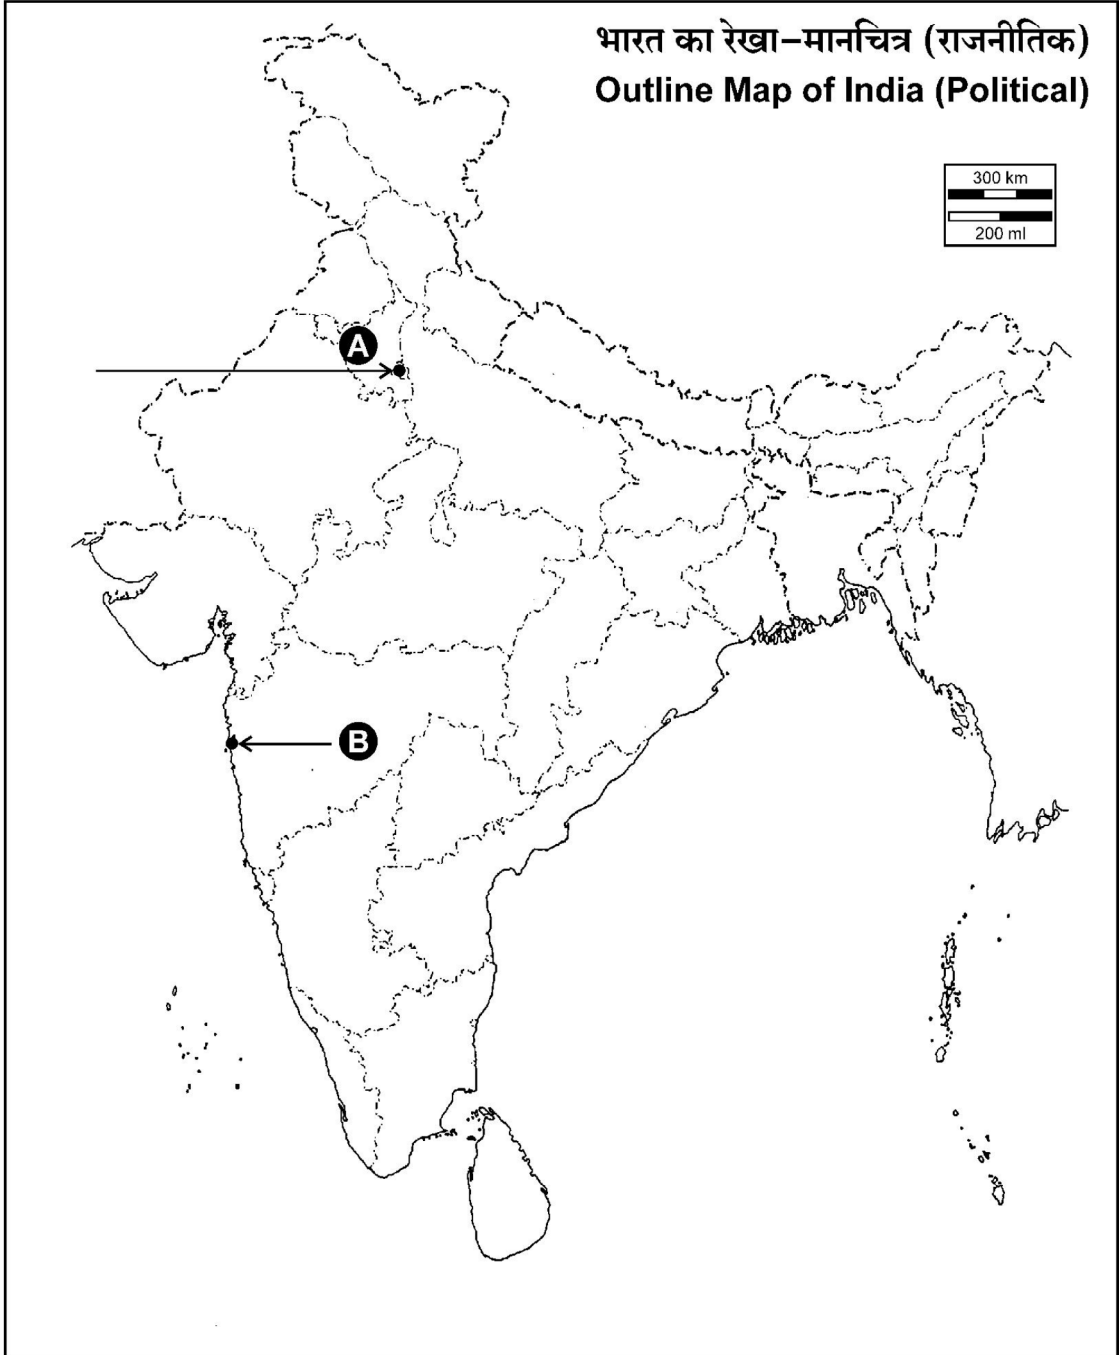 भारत का रेखा–मानचित्र (राजनीतिक)
Outline Map of India (Political)
300 km
200 ml
A
B